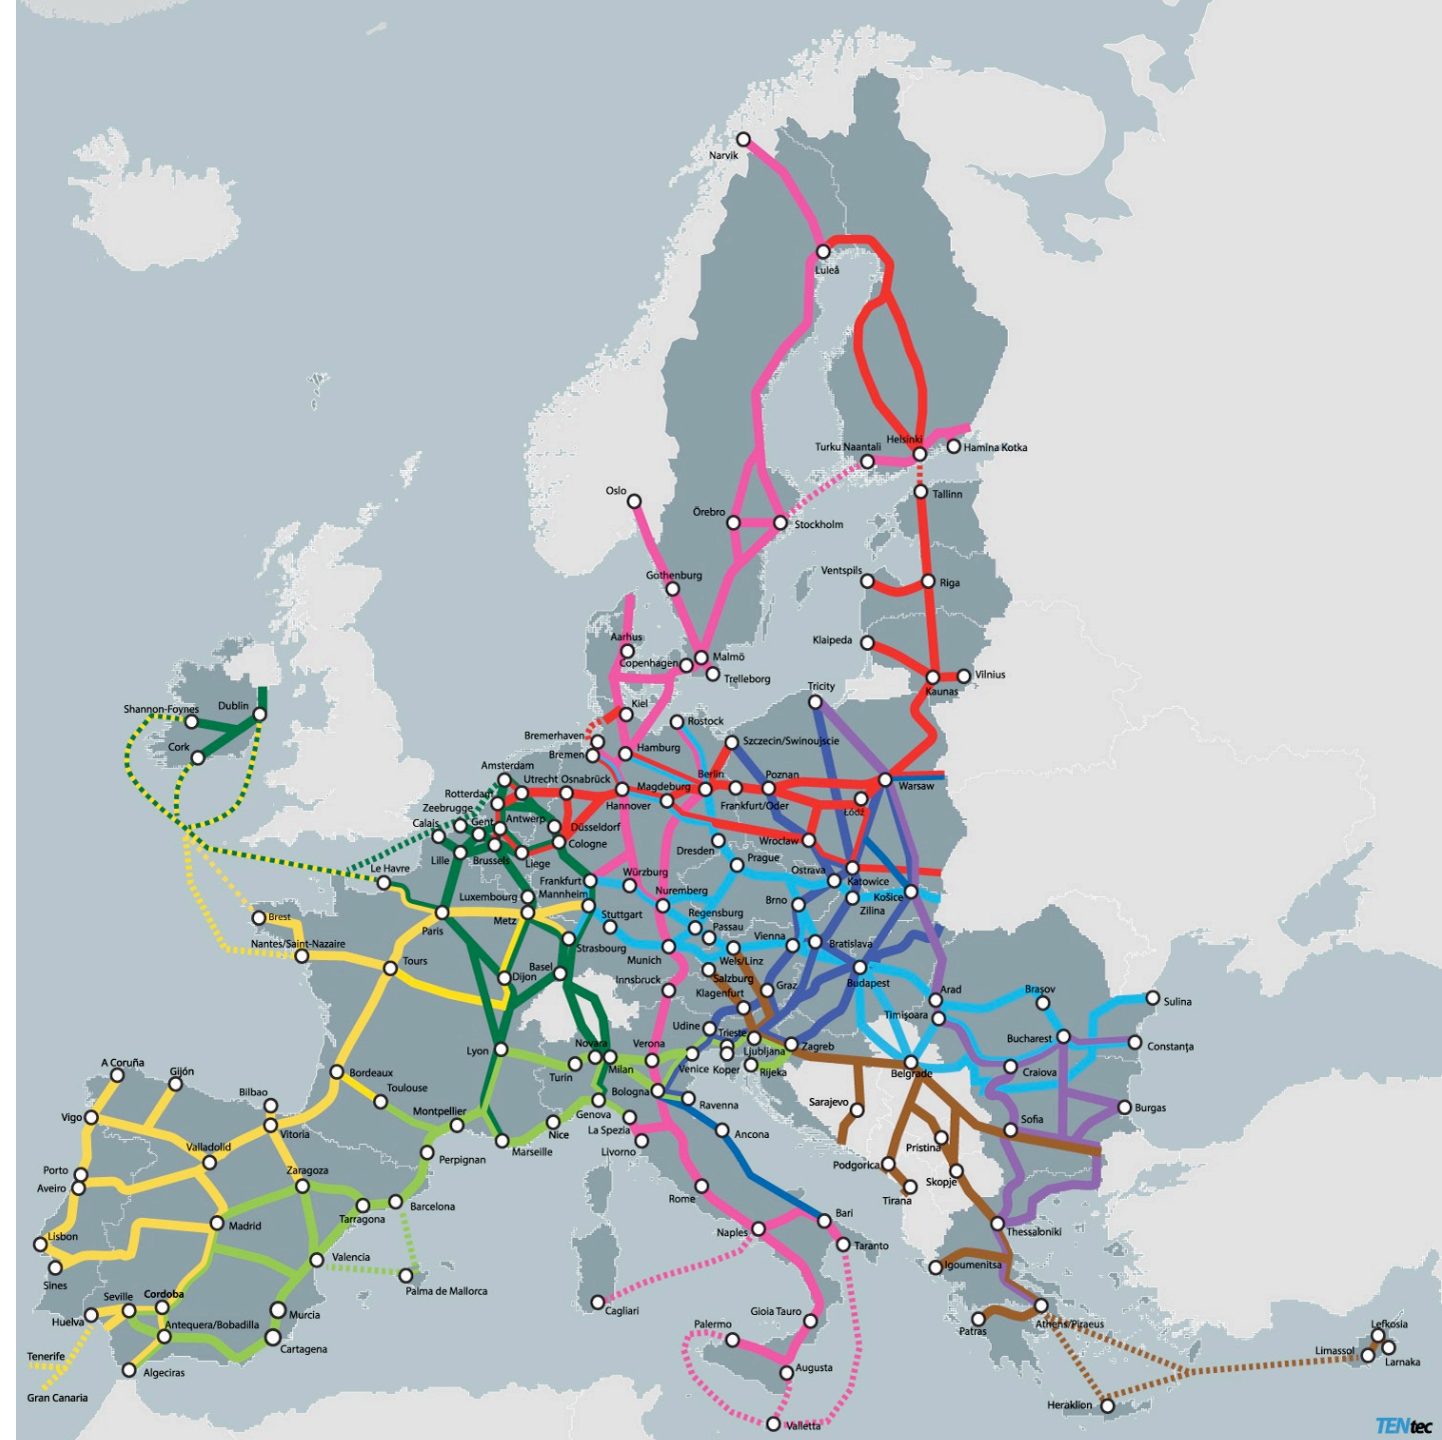 Narvik
Luleå
Turku Naantali
Helsinki
Hamina Kotka
Oslo
Tallinn
Örebro
Stockholm
Ventspils
Riga
Gothenburg
Klaipeda
Aarhus
Copenhagen
Malmö
Trelleborg
Vilnius
Kaunas
Tricity
Shannon-Foynes
Dublin
Cork
Kiel
Rostock
Bremerhaven
Bremen
Hamburg
Szczecin/Swinoujscie
Amsterdam
Utrecht
Osnabrück
Berlin
Poznan
Magdeburg
Warsaw
Rotterdam
Zeebrugge
Hannover
Frankfurt/Oder
Łódź
Calais
Gent
Antwerp
Düsseldorf
Cologne
Wrocław
Lille
Brussels
Liege
Dresden
Prague
Le Havre
Frankfurt
Würzburg
Ostrava
Katowice
Luxembourg
Mannheim
Nuremberg
Brno
Košice
Zilina
Brest
Paris
Metz
Stuttgart
Regensburg
Passau
Nantes/Saint-Nazaire
Strasbourg
Vienna
Bratislava
Tours
Dijon
Basel
Munich
Wels/Linz
Salzburg
Budapest
Innsbruck
Klagenfurt
Graz
Arad
Braşov
Sulina
Timişoara
Udine
Trieste
Ljubljana
Zagreb
Bucharest
Constanţa
Lyon
Novara
Verona
Turin
Milan
Venice
Koper
Rijeka
Belgrade
Craiova
A Coruña
Gijón
Bordeaux
Toulouse
Bilbao
Bologna
Ravenna
Sarajevo
Burgas
Vigo
Vitoria
Montpellier
Genova
La Spezia
Nice
Ancona
Sofia
Valladolid
Marseille
Livorno
Pristina
Porto
Aveiro
Zaragoza
Perpignan
Podgorica
Skopje
Tirana
Rome
Barcelona
Tarragona
Madrid
Lisbon
Naples
Bari
Thessaloniki
Taranto
Valencia
Igoumenitsa
Sines
Palma de Mallorca
Seville
Cordoba
Huelva
Antequera/Bobadilla
Murcia
Cagliari
Gioia Tauro
Palermo
Athens/Piraeus
Patras
Lefkosia
Cartagena
Limassol
Larnaka
Tenerife
Algeciras
Augusta
Gran Canaria
Heraklion
Valletta
TENtec